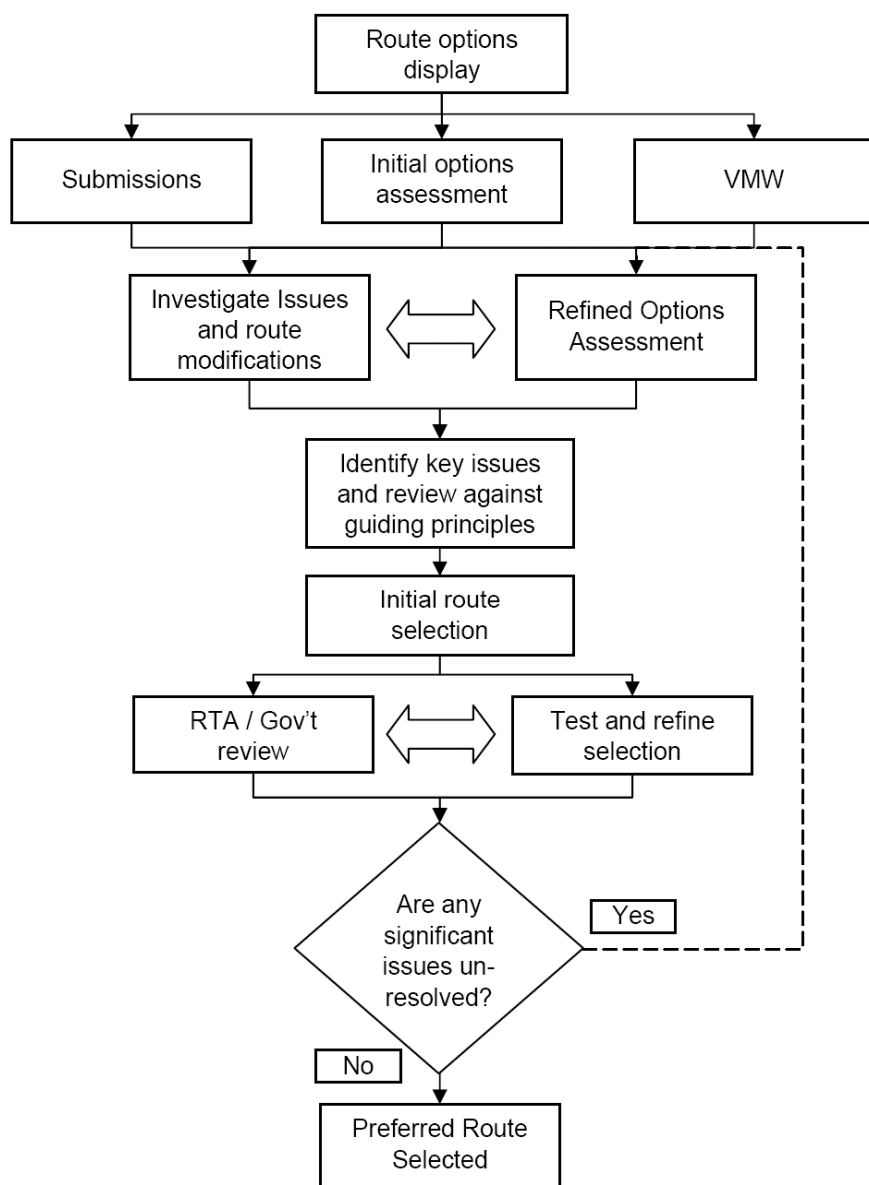 Route options
display
Submissions
Initial options
assessment
VMW
Investigate Issues
and route
modifications
Refined Options
Assessment
Identify key issues
and review against
guiding principles
Initial route
selection
RTA / Gov't
review
Test and refine
selection
Are any
significant
issues un-
resolved?
Yes
No
Preferred Route
Selected